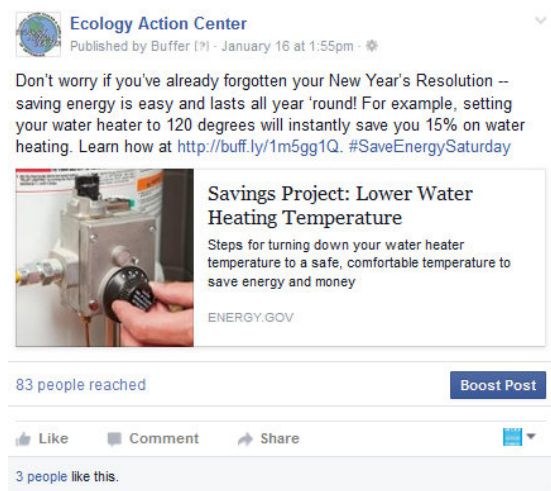 Ecology Action Center
Published by Buffer [?] · January 16 at 1:55pm ·
Don't worry if you've already forgotten your New Year's Resolution --
saving energy is easy and lasts all year 'round! For example, setting
your water heater to 120 degrees will instantly save you 15% on water
heating. Learn how at http://buff.ly/1m5gg1Q. #SaveEnergySaturday
Savings Project: Lower Water
Heating Temperature
Steps for turning down your water heater
temperature to a safe, comfortable temperature to
save energy and money
ENERGY.GOV
83 people reached
Boost Post
Like
Comment
Share
3 people like this.